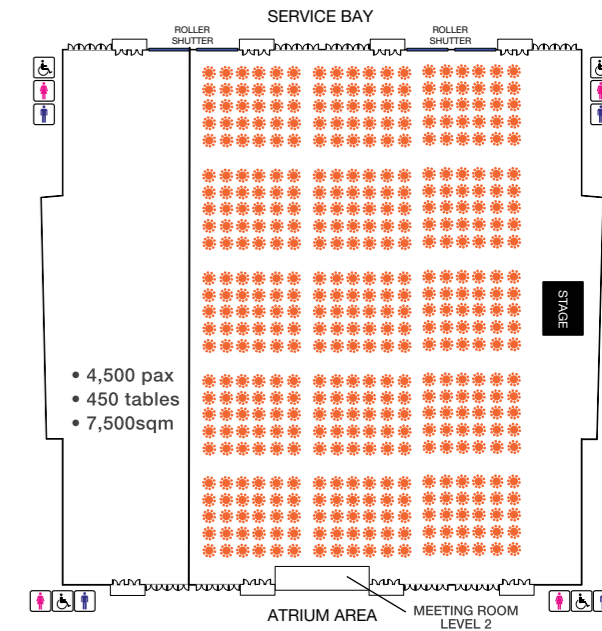 SERVICE BAY
ROLLER
SHUTTER
ROLLER
SHUTTER
STAGE
• 4,500 pax
• 450 tables
• 7,500sqm
ATRIUM AREA
MEETING ROOM
LEVEL 2